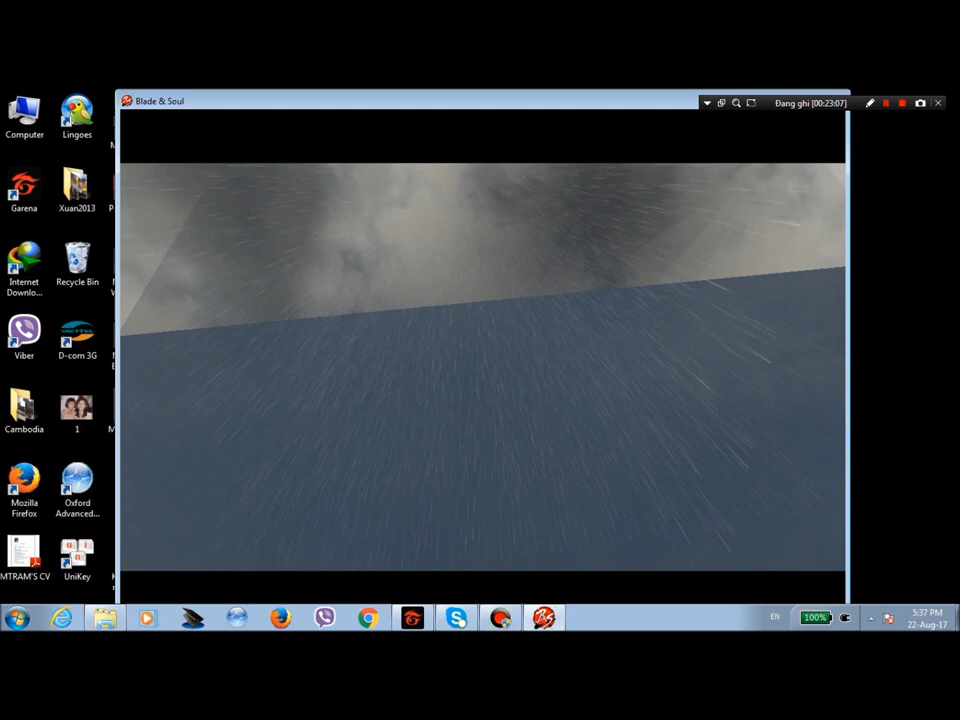 Blade & Soul
Đang ghi [00:23:07]
Computer
Lingoes
Garena
Xuan2013
Internet
Downlo...
Recycle Bin
Viber
D-com 3G
Cambodia
1
Mozilla
Firefox
Oxford
Advanced...
MTRAM'S CV
UniKey
EN
100%
5:37 PM
22-Aug-17